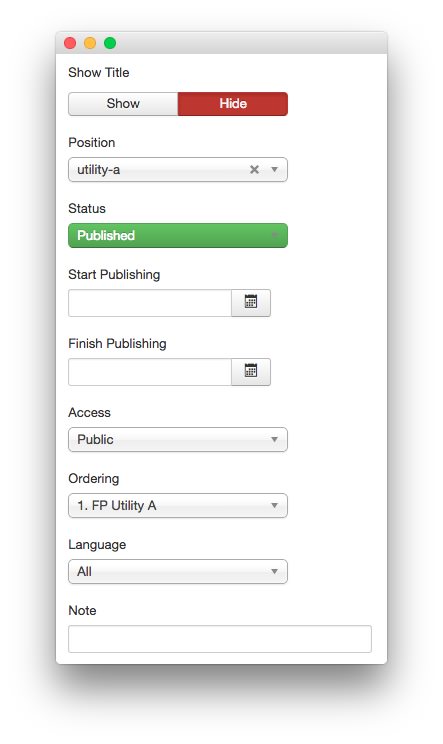 Show Title
Show Hide
Position
utility-a
Status
Published
Start Publishing
Finish Publishing
Access
Public
Ordering
1. FP Utility A
Language
All
Note